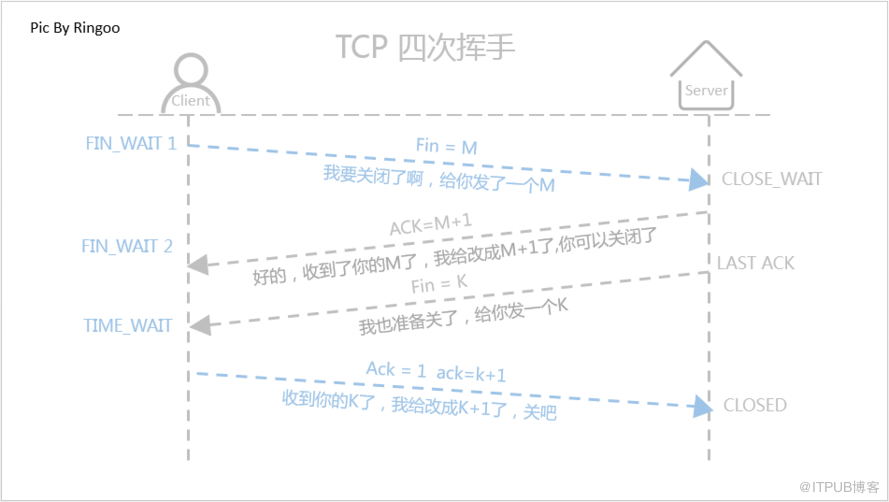 Pic By Ringoo
TCP 四次挥手
Client
Server
FIN_WAIT 1
Fin = M
我要关闭了啊，给你发了一个M
CLOSE_WAIT
ACK=M+1
FIN_WAIT 2
好的，收到了你的M了，我给改成M+1了,你可以关闭了
LAST ACK
Fin = K
TIME_WAIT
我也准备关了，给你发一个K
Ack = 1 ack=k+1
收到你的K了，我给改成K+1了，关吧
CLOSED
@ITPUB博客